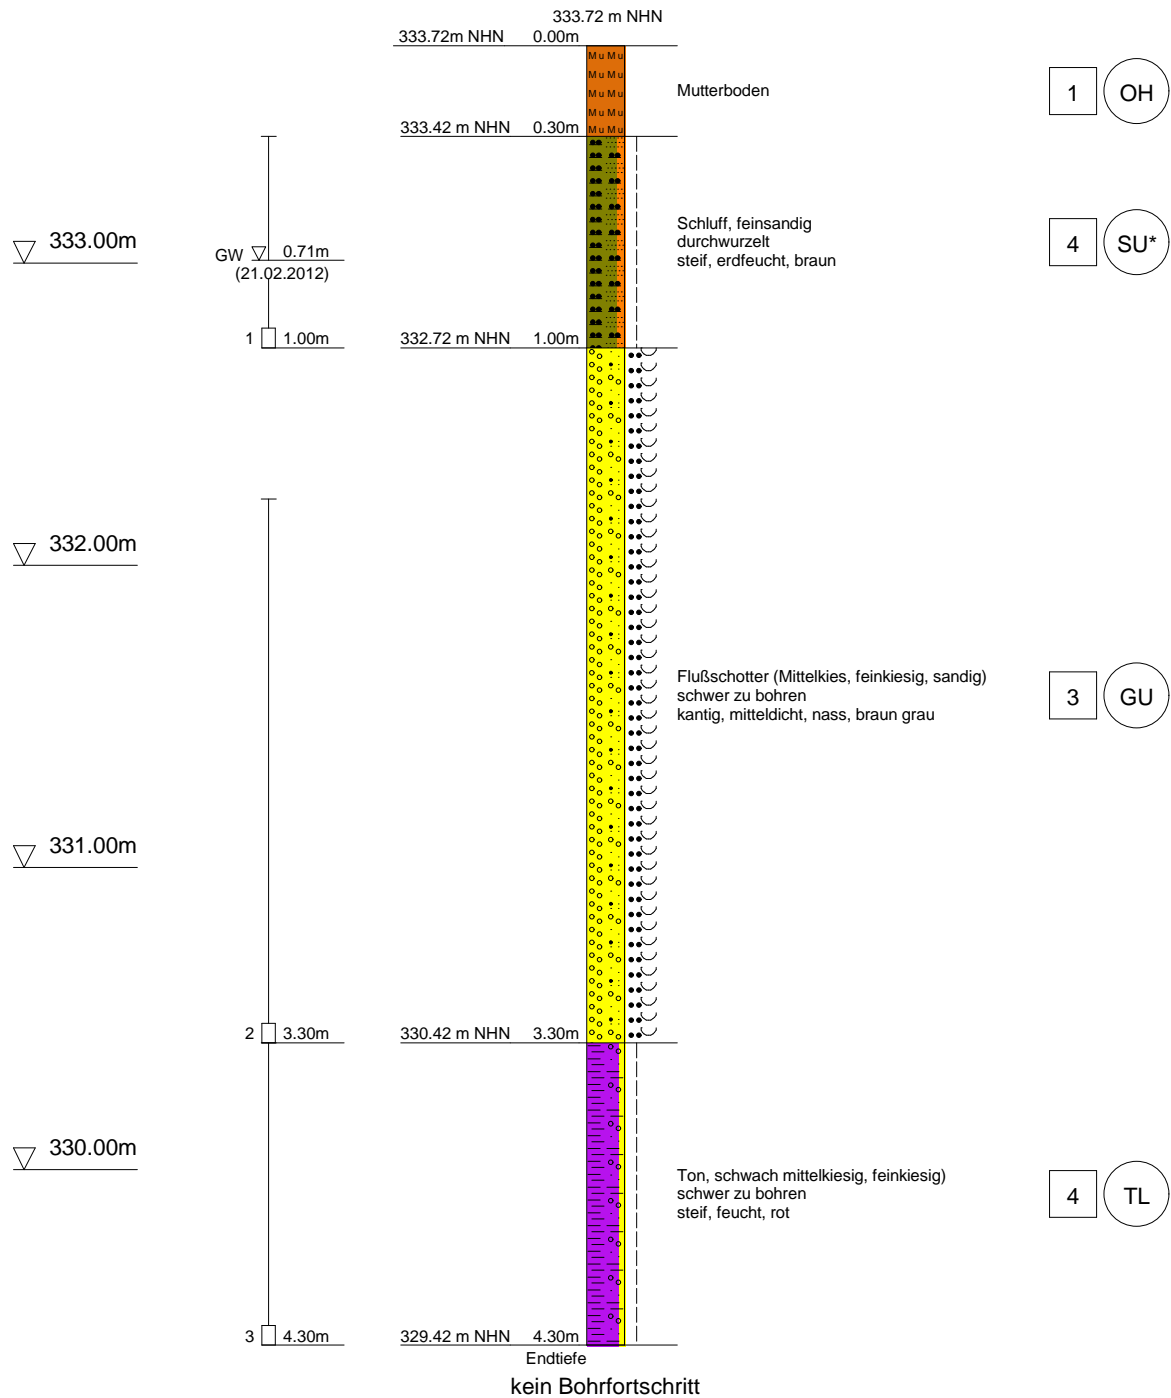 333.72 m NHN
333.72m NHN 0.00m
Mu Mu
Mu Mu
Mu Mu
Mu Mu
Mu Mu
Mutterboden
1 OH
333.42 m NHN 0.30m
Schluff, feinsandig
durchwurzelt
steif, erdfeucht, braun
4 SU*
333.00m
GW 0.71m
(21.02.2012)
1 1.00m
332.72 m NHN 1.00m
332.00m
Flußschotter (Mittelkies, feinkiesig, sandig)
schwer zu bohren
kantig, mitteldicht, nass, braun grau
3 GU
331.00m
2 3.30m
330.42 m NHN 3.30m
330.00m
Ton, schwach mittelkiesig, feinkiesig)
schwer zu bohren
steif, feucht, rot
4 TL
3 4.30m
329.42 m NHN 4.30m
Endtiefe
kein Bohrfortschritt